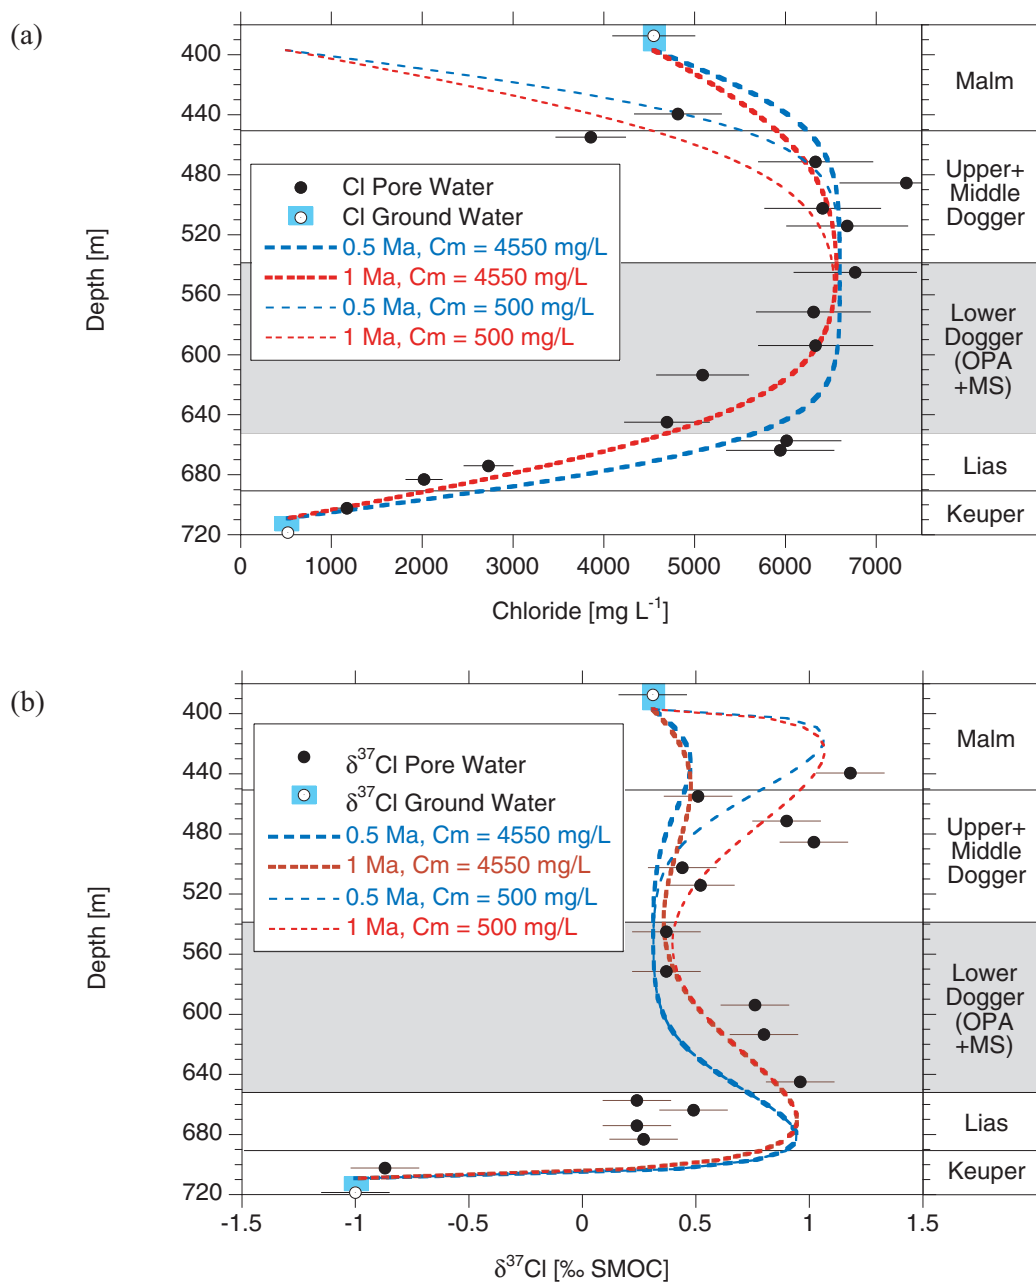 (a)
400
440
480
520
560
600
640
680
720
Depth [m]
Cl Pore Water
Cl Ground Water
0.5 Ma, Cm = 4550 mg/L
1 Ma, Cm = 4550 mg/L
0.5 Ma, Cm = 500 mg/L
1 Ma, Cm = 500 mg/L
Malm
Upper+
Middle
Dogger
Lower
Dogger
(OPA
+MS)
Lias
Keuper
0 1000 2000 3000 4000 5000 6000 7000
Chloride [mg L⁻¹]
(b)
400
440
480
520
560
600
640
680
720
Depth [m]
δ³⁷Cl Pore Water
δ³⁷Cl Ground Water
0.5 Ma, Cm = 4550 mg/L
1 Ma, Cm = 4550 mg/L
0.5 Ma, Cm = 500 mg/L
1 Ma, Cm = 500 mg/L
Malm
Upper+
Middle
Dogger
Lower
Dogger
(OPA
+MS)
Lias
Keuper
-1.5 -1 -0.5 0 0.5 1 1.5
δ³⁷Cl [‰ SMOC]